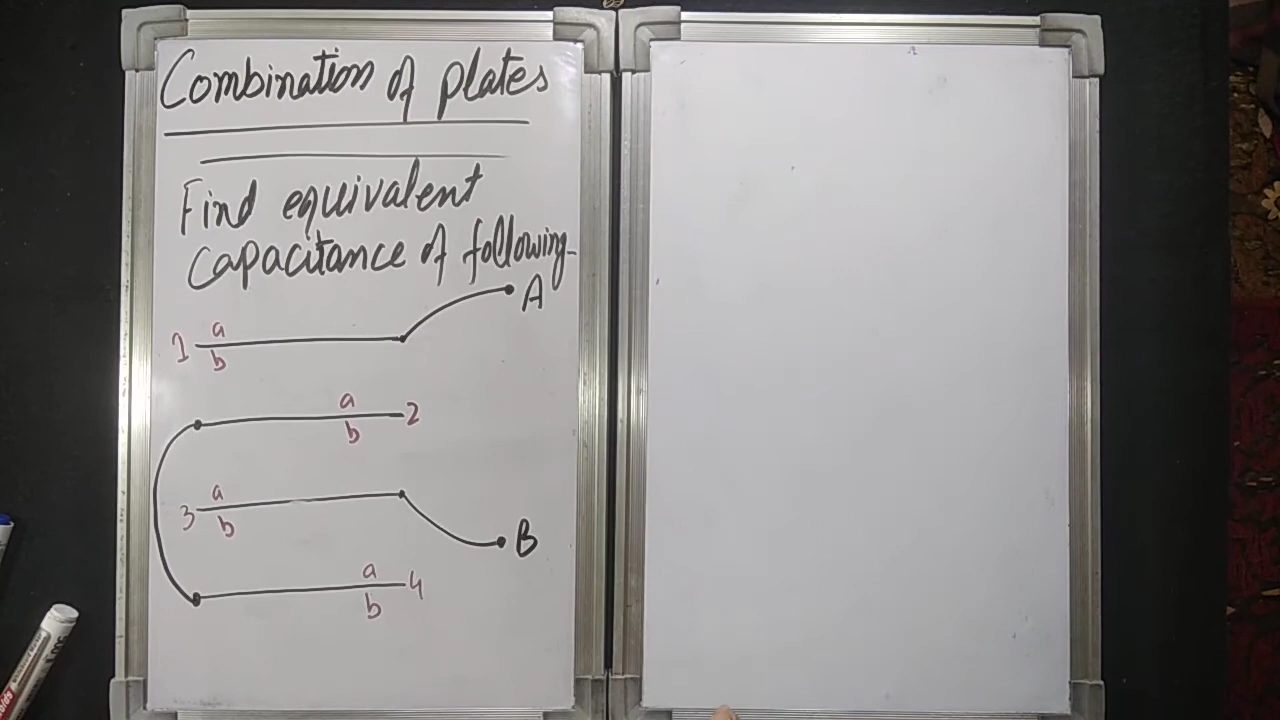 Combination of plates
Find equivalent
capacitance of following-
A
1 a
b
a 2
b
3 a
b
B
a 4
b